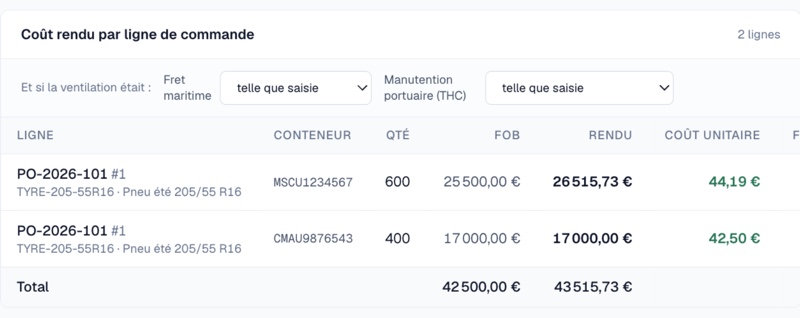 Coût rendu par ligne de commande
2 lignes
Et si la ventilation était :
Fret maritime
telle que saisie
Manutention portuaire (THC)
telle que saisie
LIGNE CONTENEUR QTÉ FOB RENDU COÛT UNITAIRE F
PO-2026-101 #1 MSCU1234567 600 25 500,00 € 26 515,73 € 44,19 €
TYRE-205-55R16 · Pneu été 205/55 R16
PO-2026-101 #1 CMAU9876543 400 17 000,00 € 17 000,00 € 42,50 €
TYRE-205-55R16 · Pneu été 205/55 R16
Total 42 500,00 € 43 515,73 €